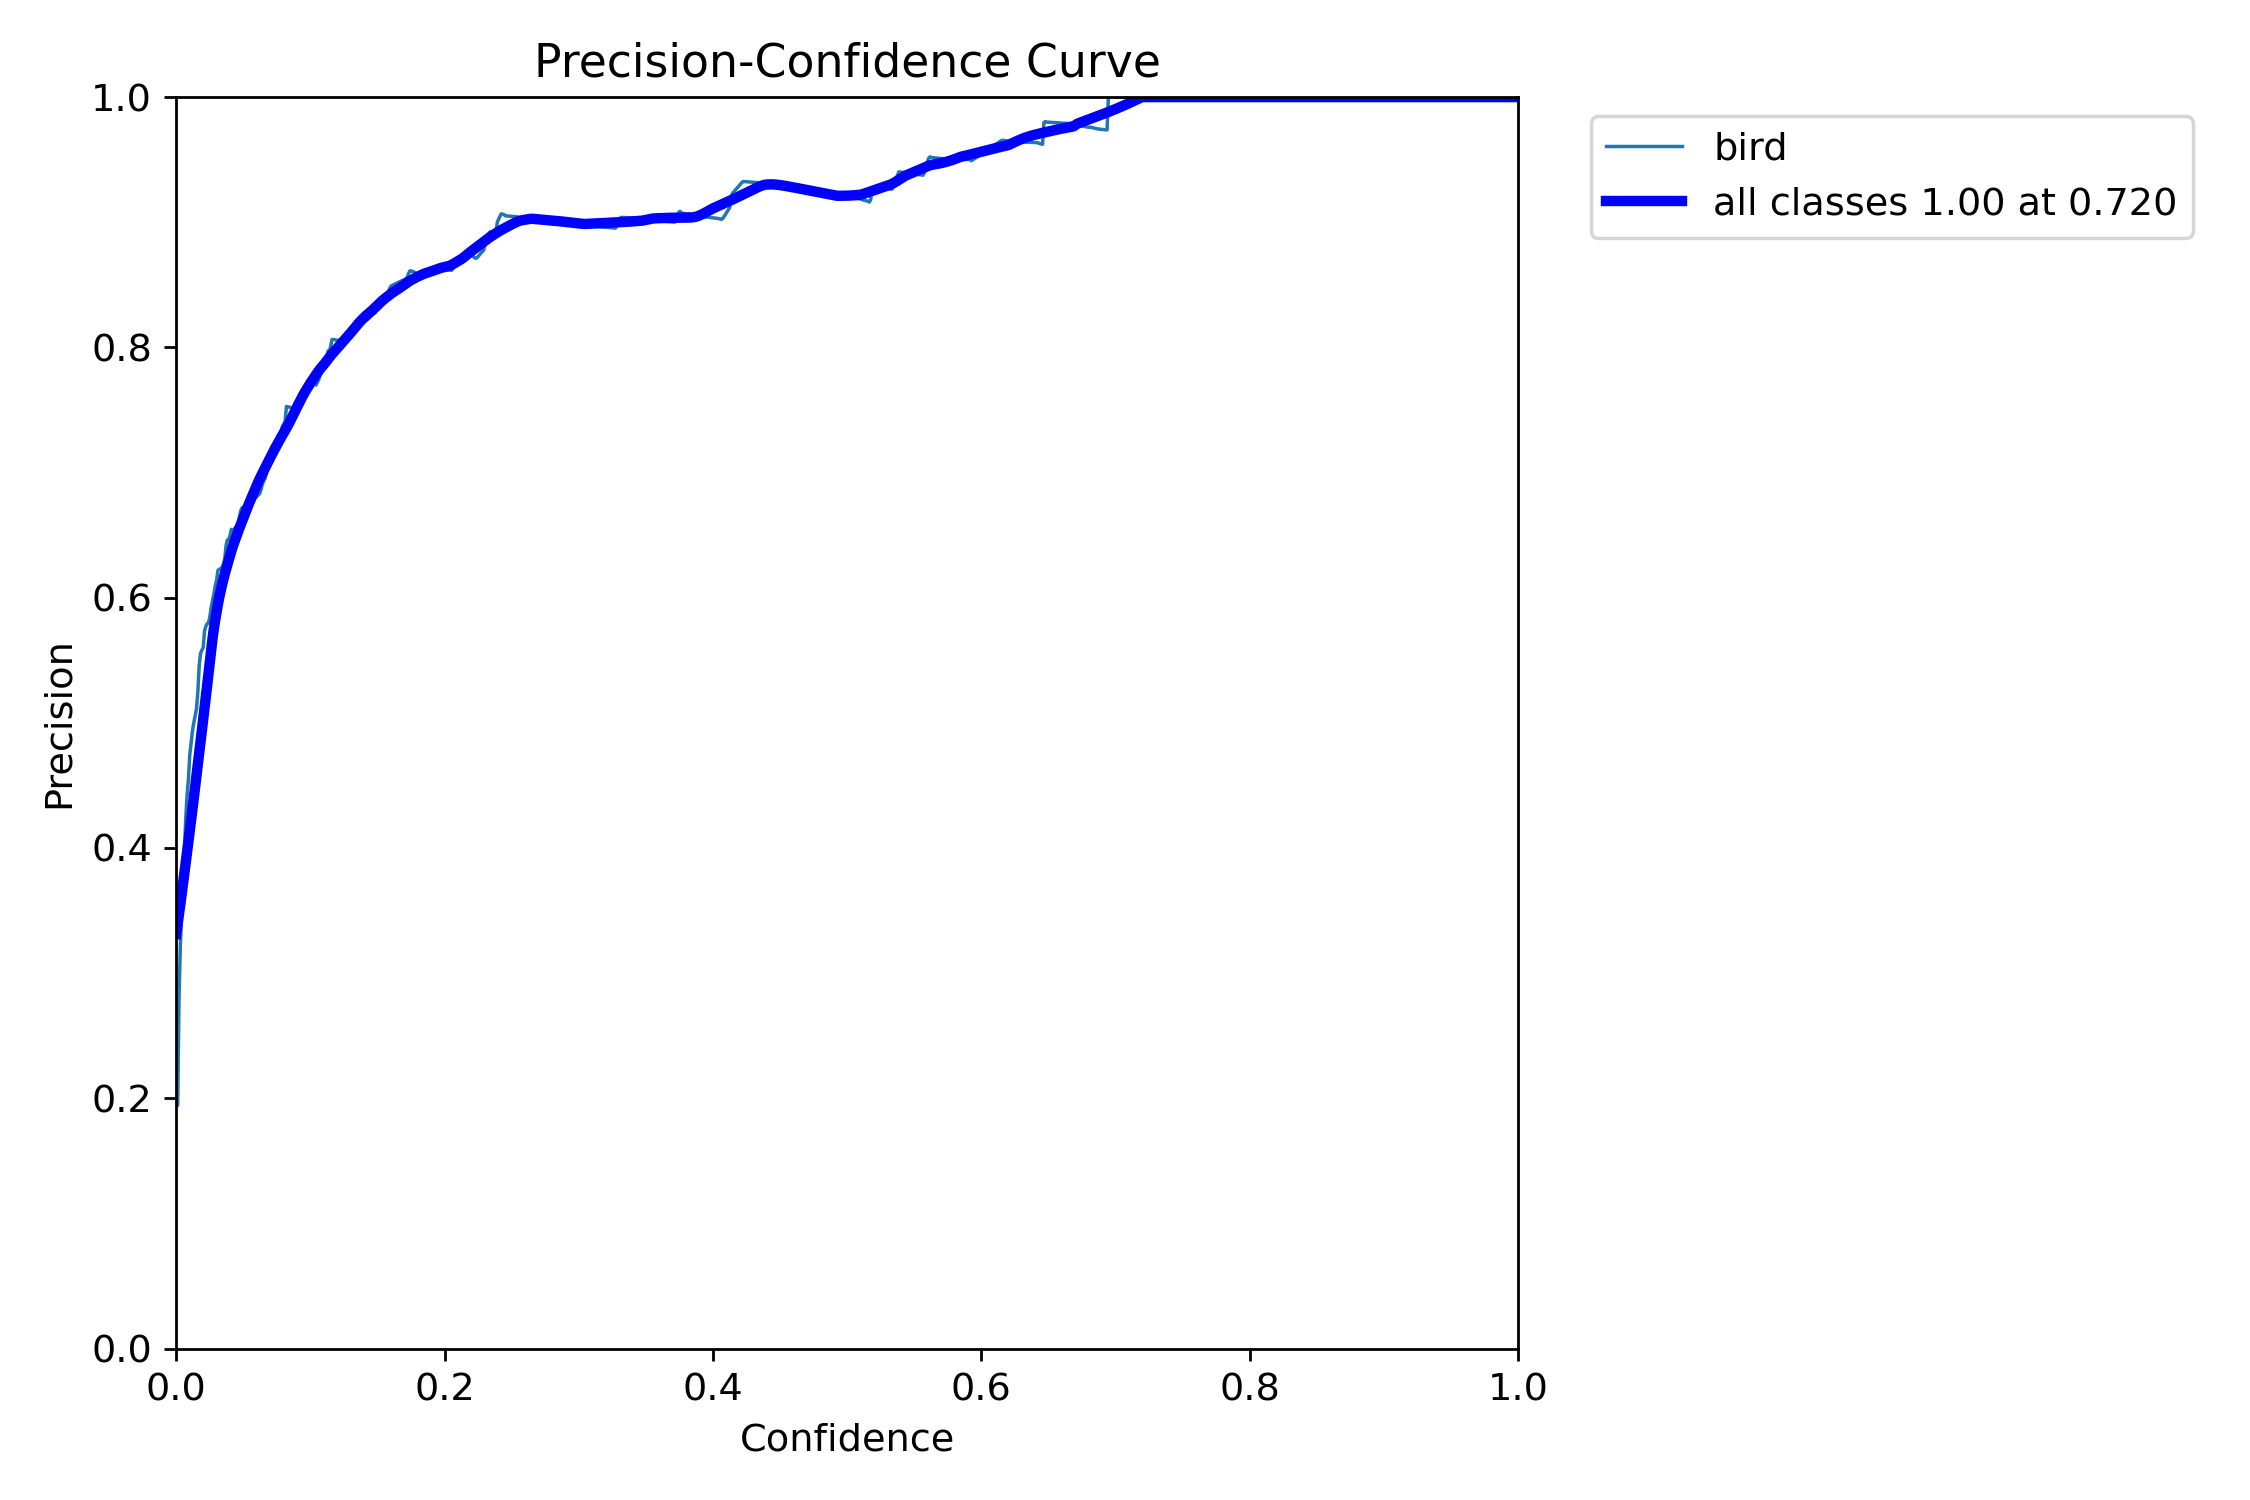 Precision-Confidence Curve
1.0
0.8
0.6
0.4
0.2
0.0
Precision
0.0 0.2 0.4 0.6 0.8 1.0
Confidence
bird
all classes 1.00 at 0.720